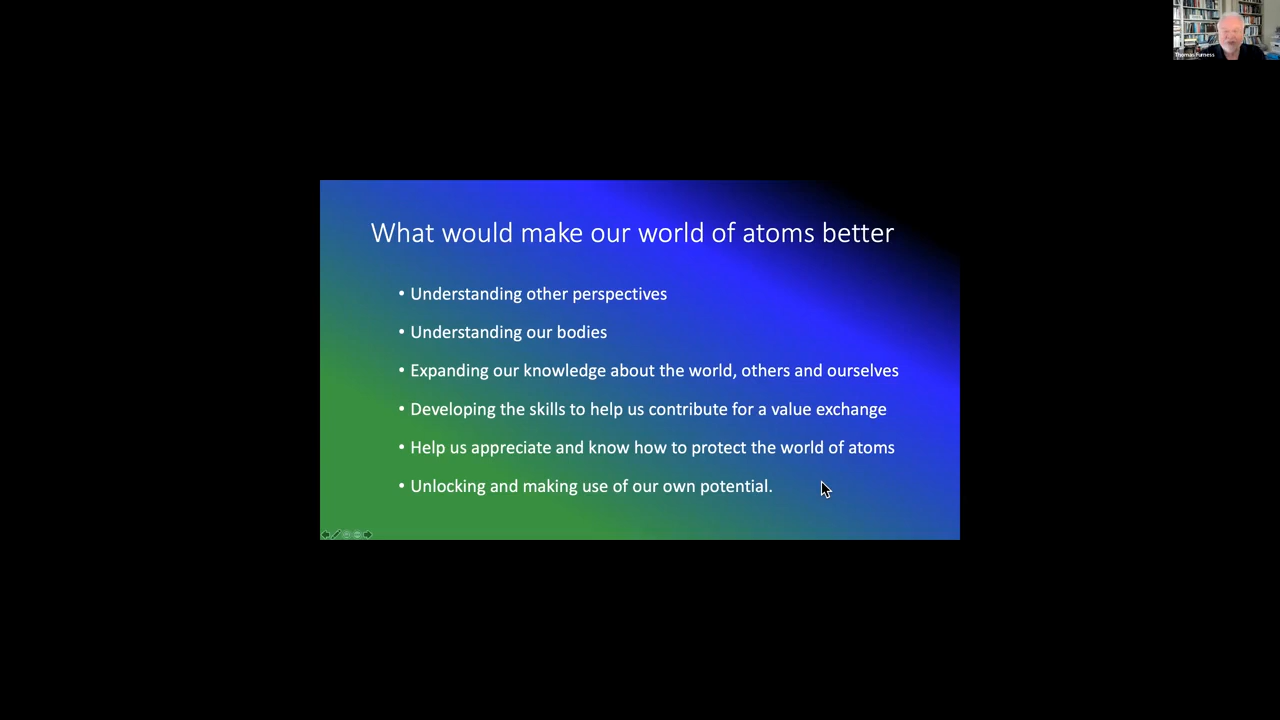 Thomas Furness
What would make our world of atoms better
• Understanding other perspectives
• Understanding our bodies
• Expanding our knowledge about the world, others and ourselves
• Developing the skills to help us contribute for a value exchange
• Help us appreciate and know how to protect the world of atoms
• Unlocking and making use of our own potential.